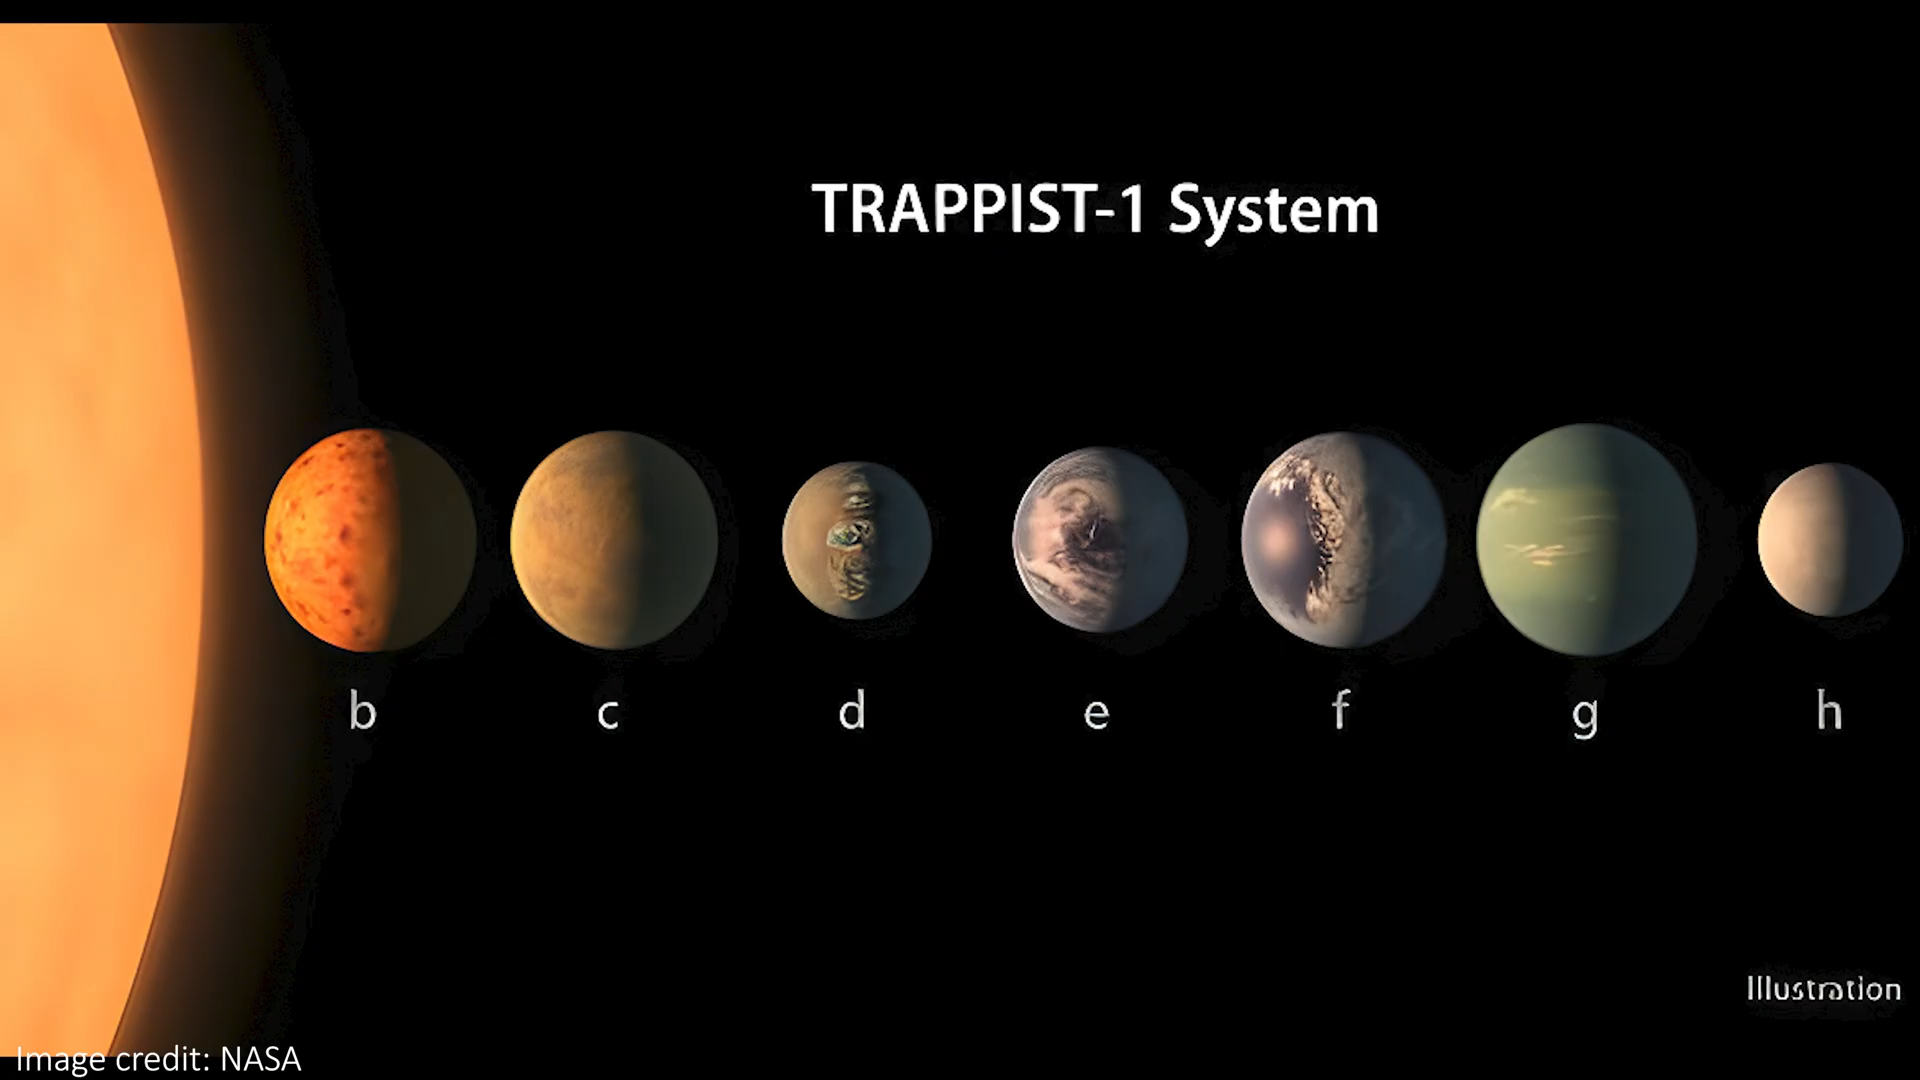 TRAPPIST-1 System
b c d e f g h
Illustration
Image credit: NASA